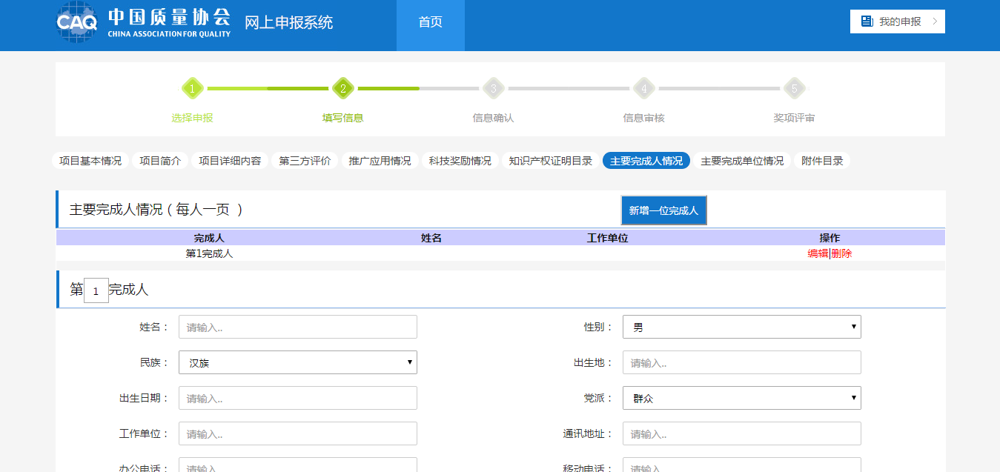 CAQ 中国质量协会 网上申报系统 首页 我的申报
CHINA ASSOCIATION FOR QUALITY
1 2 3 4 5
选择申报 填写信息 信息确认 信息审核 奖项评审
项目基本情况 项目简介 项目详细内容 第三方评价 推广应用情况 科技奖励情况 知识产权证明目录 主要完成人情况 主要完成单位情况 附件目录
主要完成人情况（每人一页 ） 新增一位完成人
完成人 姓名 工作单位 操作
第1完成人 编辑|删除
第 1 完成人
姓名： 请输入.. 性别： 男
民族： 汉族 出生地： 请输入..
出生日期： 请输入.. 党派： 群众
工作单位： 请输入.. 通讯地址： 请输入..
办公电话： 请输入.. 移动电话： 请输入..